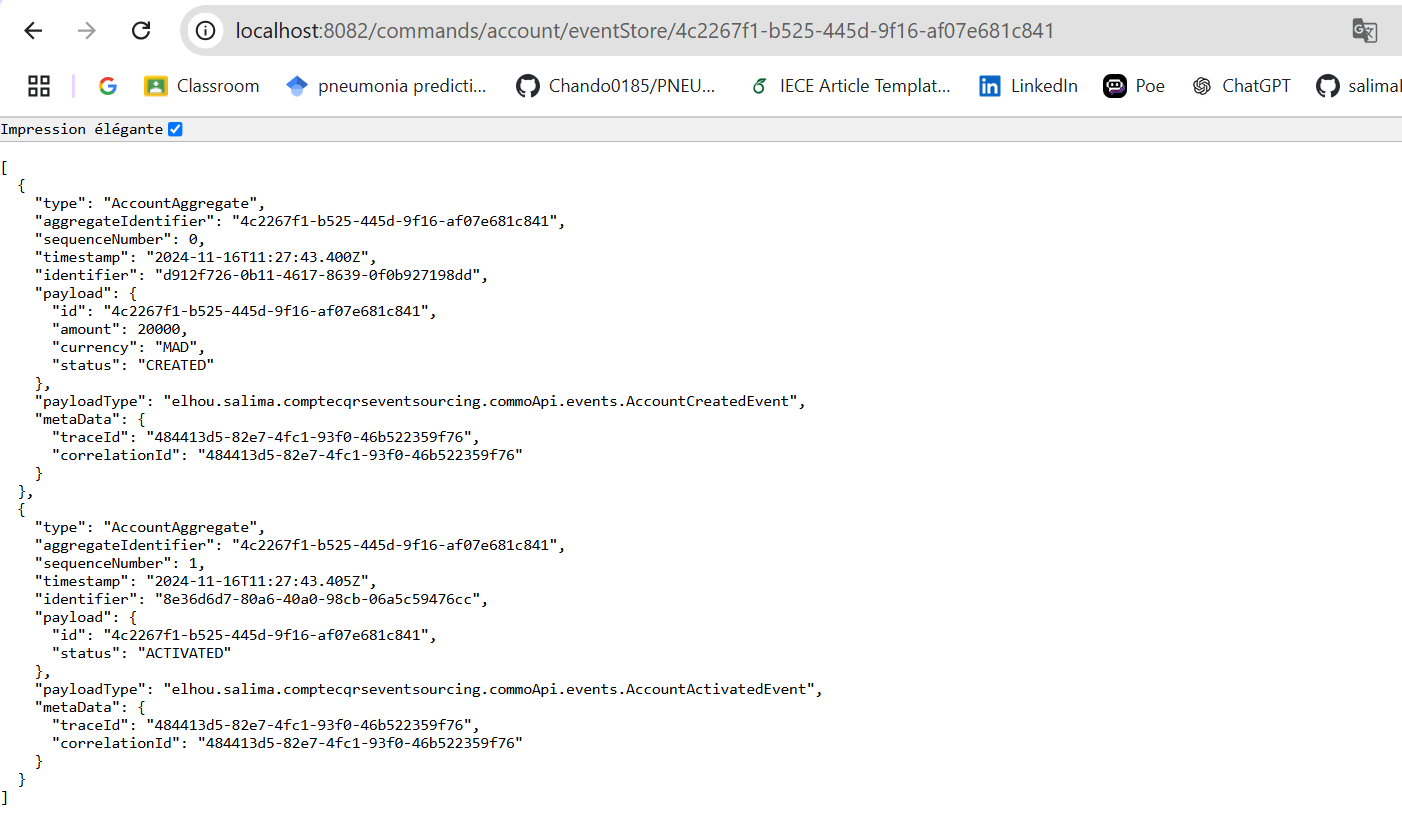 localhost:8082/commands/account/eventStore/4c2267f1-b525-445d-9f16-af07e681c841
Classroom pneumonia predicti... Chando0185/PNEU... IECE Article Templat... LinkedIn Poe ChatGPT salimaE
Impression élégante
[
  {
    "type": "AccountAggregate",
    "aggregateIdentifier": "4c2267f1-b525-445d-9f16-af07e681c841",
    "sequenceNumber": 0,
    "timestamp": "2024-11-16T11:27:43.400Z",
    "identifier": "d912f726-0b11-4617-8639-0f0b927198dd",
    "payload": {
      "id": "4c2267f1-b525-445d-9f16-af07e681c841",
      "amount": 20000,
      "currency": "MAD",
      "status": "CREATED"
    },
    "payloadType": "elhou.salima.comptecqrseventsourcing.commoApi.events.AccountCreatedEvent",
    "metaData": {
      "traceId": "484413d5-82e7-4fc1-93f0-46b522359f76",
      "correlationId": "484413d5-82e7-4fc1-93f0-46b522359f76"
    }
  },
  {
    "type": "AccountAggregate",
    "aggregateIdentifier": "4c2267f1-b525-445d-9f16-af07e681c841",
    "sequenceNumber": 1,
    "timestamp": "2024-11-16T11:27:43.405Z",
    "identifier": "8e36d6d7-80a6-40a0-98cb-06a5c59476cc",
    "payload": {
      "id": "4c2267f1-b525-445d-9f16-af07e681c841",
      "status": "ACTIVATED"
    },
    "payloadType": "elhou.salima.comptecqrseventsourcing.commoApi.events.AccountActivatedEvent",
    "metaData": {
      "traceId": "484413d5-82e7-4fc1-93f0-46b522359f76",
      "correlationId": "484413d5-82e7-4fc1-93f0-46b522359f76"
    }
  }
]